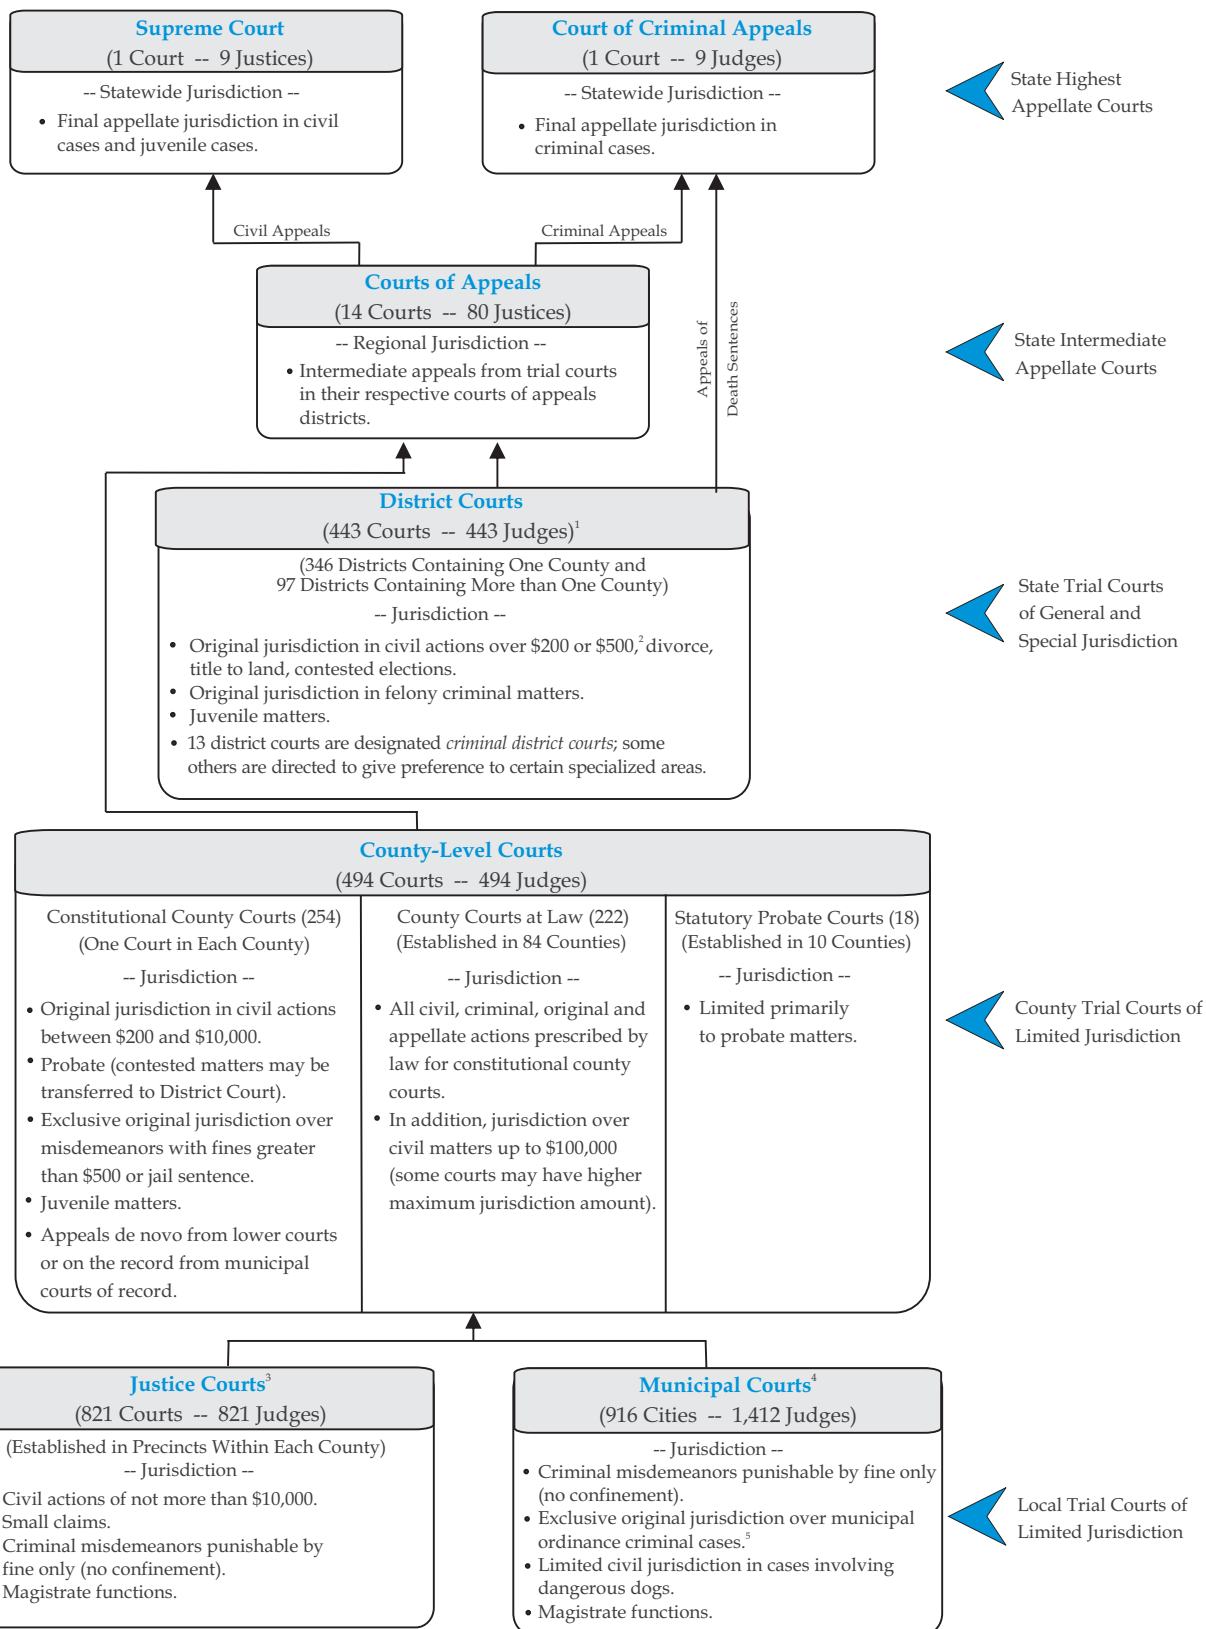 Supreme Court
(1 Court -- 9 Justices)
-- Statewide Jurisdiction --
• Final appellate jurisdiction in civil
cases and juvenile cases.
Court of Criminal Appeals
(1 Court -- 9 Judges)
-- Statewide Jurisdiction --
• Final appellate jurisdiction in
criminal cases.
State Highest
Appellate Courts
Civil Appeals
Criminal Appeals
Appeals of
Death Sentences
Courts of Appeals
(14 Courts -- 80 Justices)
-- Regional Jurisdiction --
• Intermediate appeals from trial courts
in their respective courts of appeals
districts.
State Intermediate
Appellate Courts
District Courts
(443 Courts -- 443 Judges)¹
(346 Districts Containing One County and
97 Districts Containing More than One County)
-- Jurisdiction --
• Original jurisdiction in civil actions over $200 or $500,² divorce,
title to land, contested elections.
• Original jurisdiction in felony criminal matters.
• Juvenile matters.
• 13 district courts are designated criminal district courts; some
others are directed to give preference to certain specialized areas.
State Trial Courts
of General and
Special Jurisdiction
County-Level Courts
(494 Courts -- 494 Judges)
Constitutional County Courts (254)
(One Court in Each County)
-- Jurisdiction --
• Original jurisdiction in civil actions
between $200 and $10,000.
• Probate (contested matters may be
transferred to District Court).
• Exclusive original jurisdiction over
misdemeanors with fines greater
than $500 or jail sentence.
• Juvenile matters.
• Appeals de novo from lower courts
or on the record from municipal
courts of record.
County Courts at Law (222)
(Established in 84 Counties)
-- Jurisdiction --
• All civil, criminal, original and
appellate actions prescribed by
law for constitutional county
courts.
• In addition, jurisdiction over
civil matters up to $100,000
(some courts may have higher
maximum jurisdiction amount).
Statutory Probate Courts (18)
(Established in 10 Counties)
-- Jurisdiction --
• Limited primarily
to probate matters.
County Trial Courts of
Limited Jurisdiction
Justice Courts³
(821 Courts -- 821 Judges)
(Established in Precincts Within Each County)
-- Jurisdiction --
Civil actions of not more than $10,000.
Small claims.
Criminal misdemeanors punishable by
fine only (no confinement).
Magistrate functions.
Municipal Courts⁴
(916 Cities -- 1,412 Judges)
-- Jurisdiction --
• Criminal misdemeanors punishable by fine only
(no confinement).
• Exclusive original jurisdiction over municipal
ordinance criminal cases.⁵
• Limited civil jurisdiction in cases involving
dangerous dogs.
• Magistrate functions.
Local Trial Courts of
Limited Jurisdiction